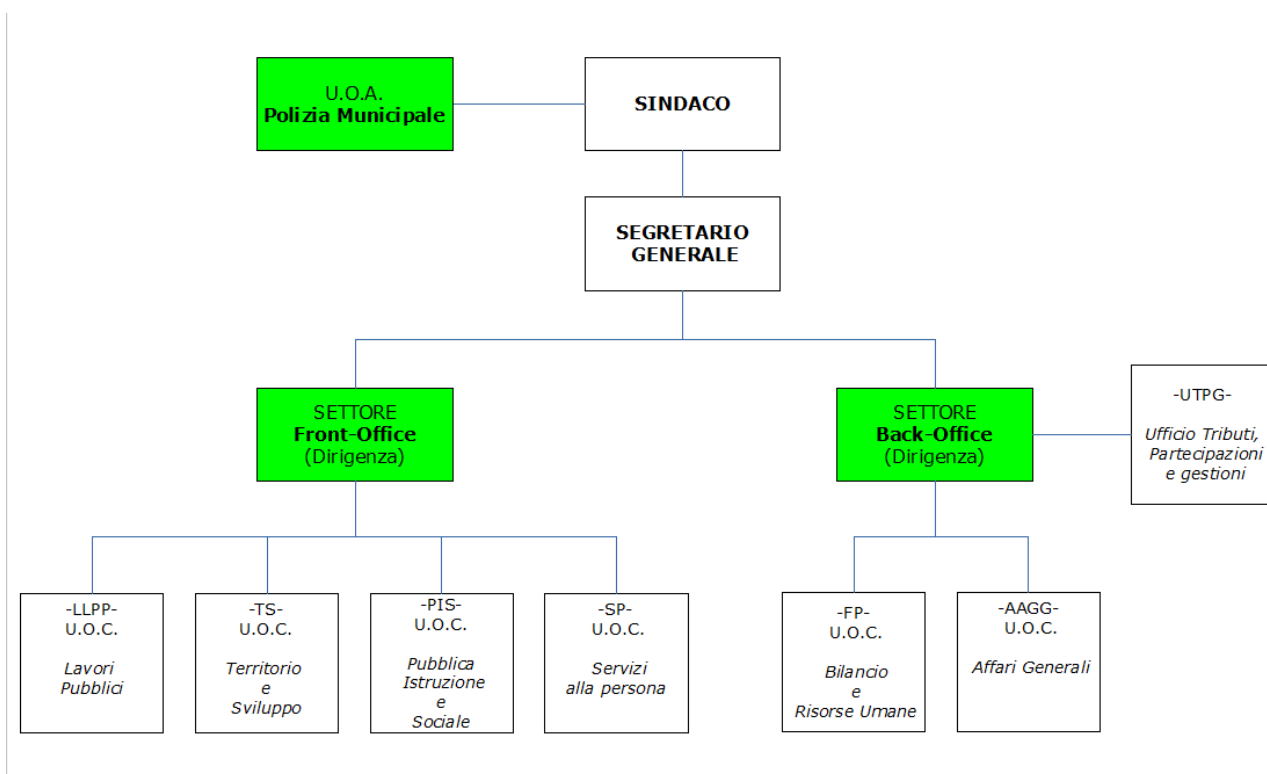 U.O.A.
Polizia Municipale
SINDACO
SEGRETARIO
GENERALE
SETTORE
Front-Office
(Dirigenza)
SETTORE
Back-Office
(Dirigenza)
-UTPG-
Ufficio Tributi,
Partecipazioni
e gestioni
-LLPP-
U.O.C.
Lavori
Pubblici
-TS-
U.O.C.
Territorio
e
Sviluppo
-PIS-
U.O.C.
Pubblica
Istruzione
e
Sociale
-SP-
U.O.C.
Servizi
alla persona
-FP-
U.O.C.
Bilancio
e
Risorse Umane
-AAGG-
U.O.C.
Affari Generali